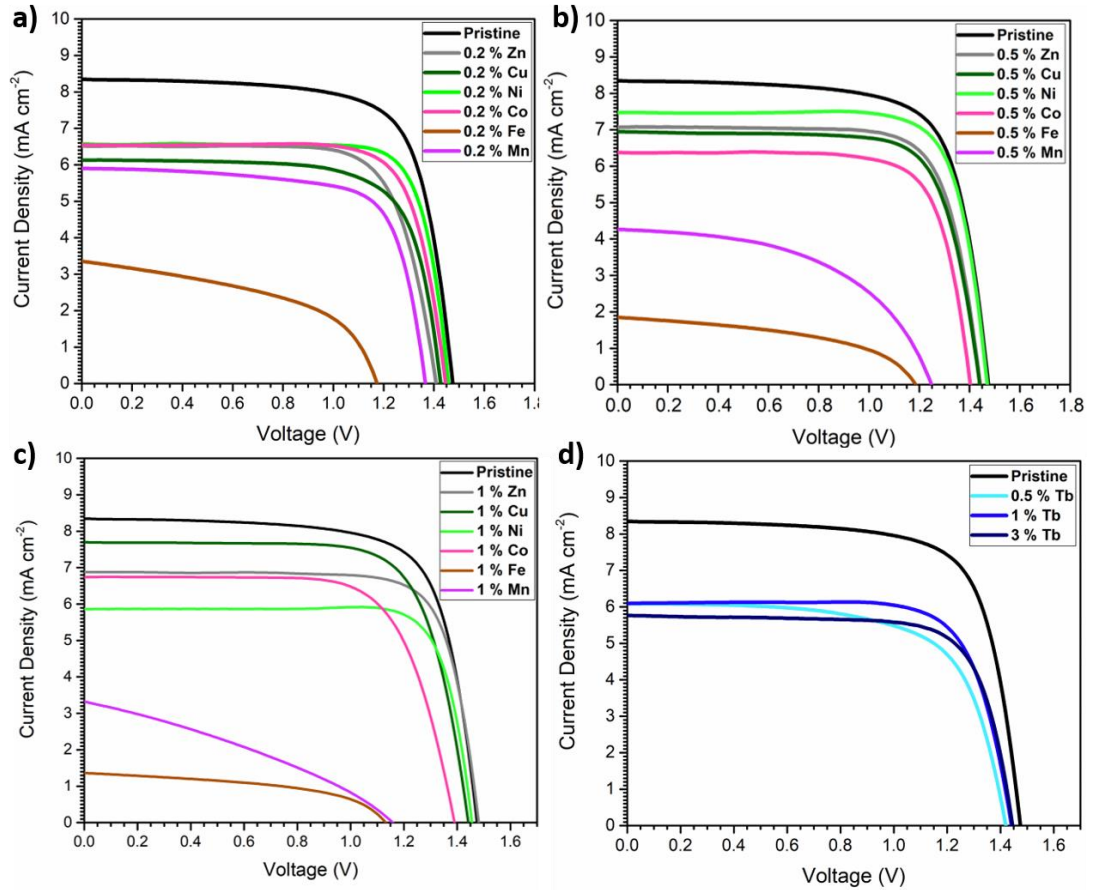 a)
10
9
8
7
6
5
4
3
2
1
0
Current Density (mA cm-2)
Pristine
0.2 % Zn
0.2 % Cu
0.2 % Ni
0.2 % Co
0.2 % Fe
0.2 % Mn
0.0 0.2 0.4 0.6 0.8 1.0 1.2 1.4 1.6 1.8
Voltage (V)
b)
10
9
8
7
6
5
4
3
2
1
0
Current Density (mA cm-2)
Pristine
0.5 % Zn
0.5 % Cu
0.5 % Ni
0.5 % Co
0.5 % Fe
0.5 % Mn
0.0 0.2 0.4 0.6 0.8 1.0 1.2 1.4 1.6 1.8
Voltage (V)
c)
10
9
8
7
6
5
4
3
2
1
0
Current Density (mA cm-2)
Pristine
1 % Zn
1 % Cu
1 % Ni
1 % Co
1 % Fe
1 % Mn
0.0 0.2 0.4 0.6 0.8 1.0 1.2 1.4 1.6
Voltage (V)
d)
10
9
8
7
6
5
4
3
2
1
0
Current Density (mA cm-2)
Pristine
0.5 % Tb
1 % Tb
3 % Tb
0.0 0.2 0.4 0.6 0.8 1.0 1.2 1.4 1.6
Voltage (V)